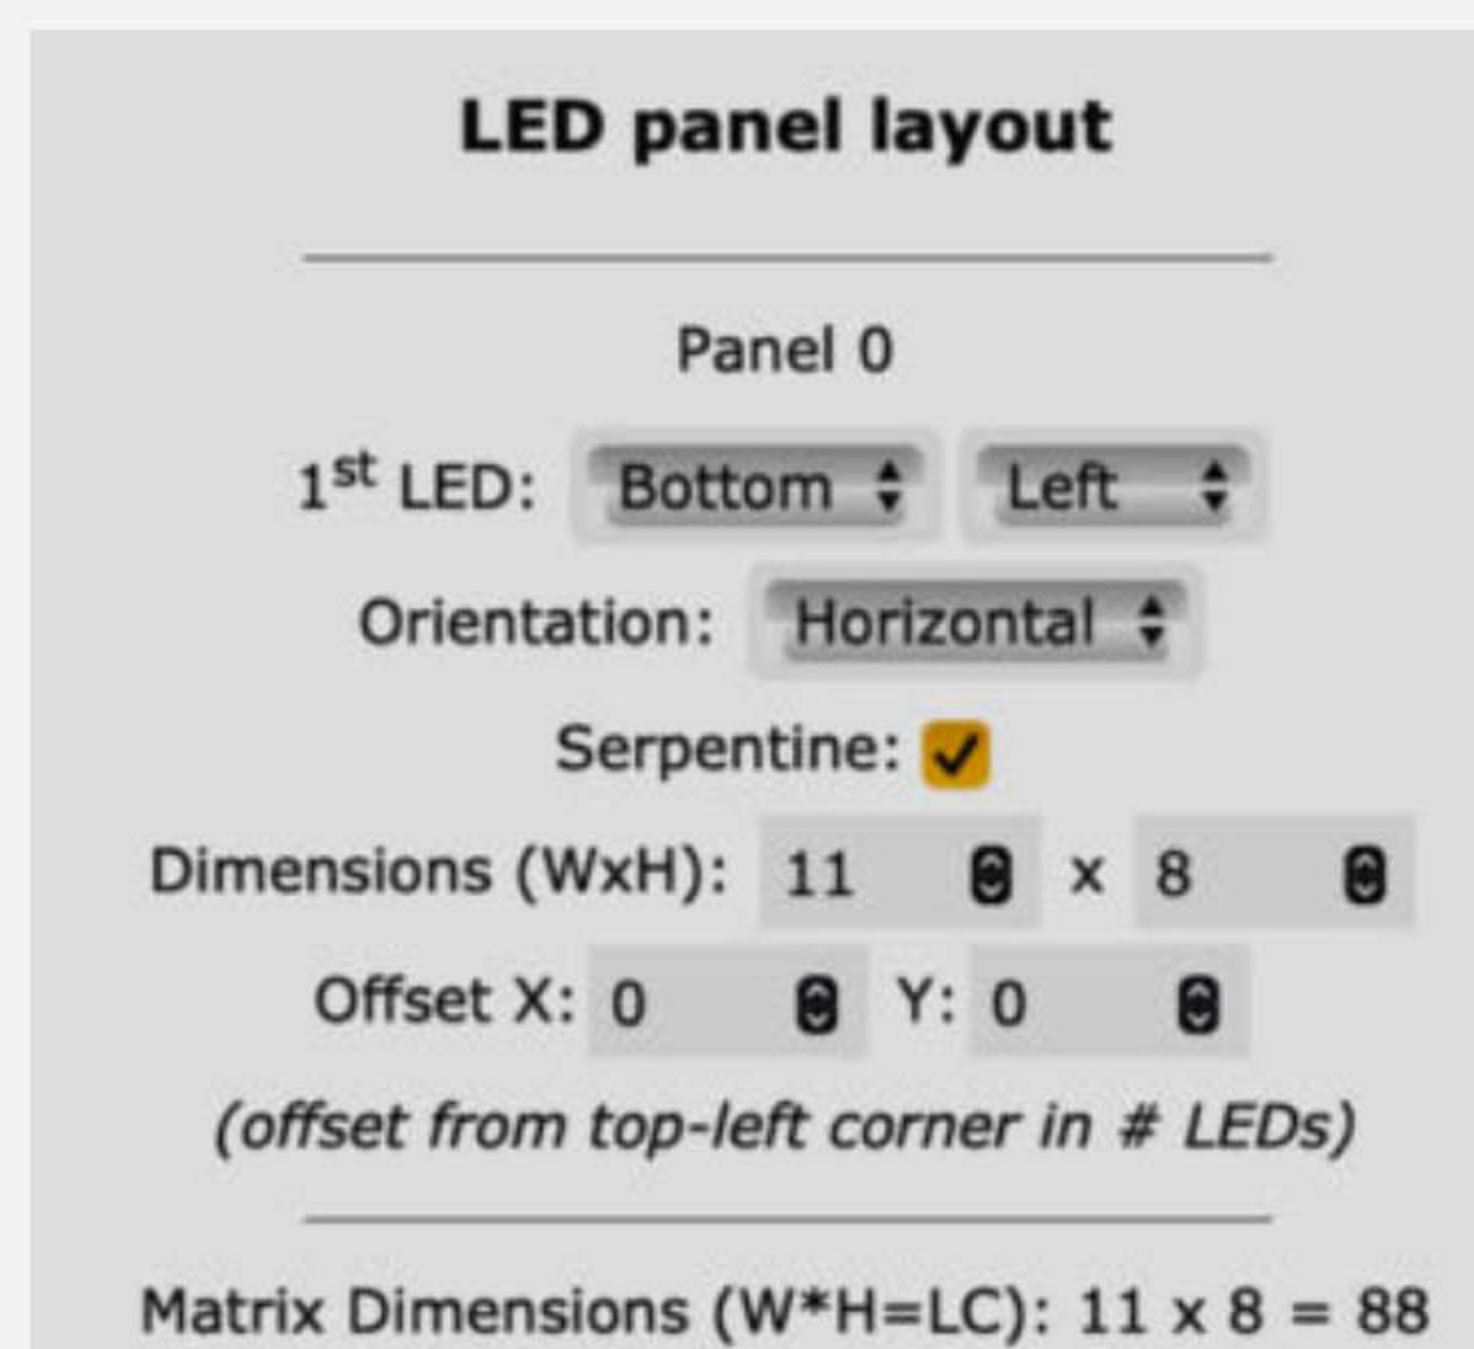 LED panel layout
Panel 0
1st LED: Bottom Left
Orientation: Horizontal
Serpentine:
Dimensions (WxH): 11 x 8
Offset X: 0 Y: 0
(offset from top-left corner in # LEDs)
Matrix Dimensions (W*H=LC): 11 x 8 = 88